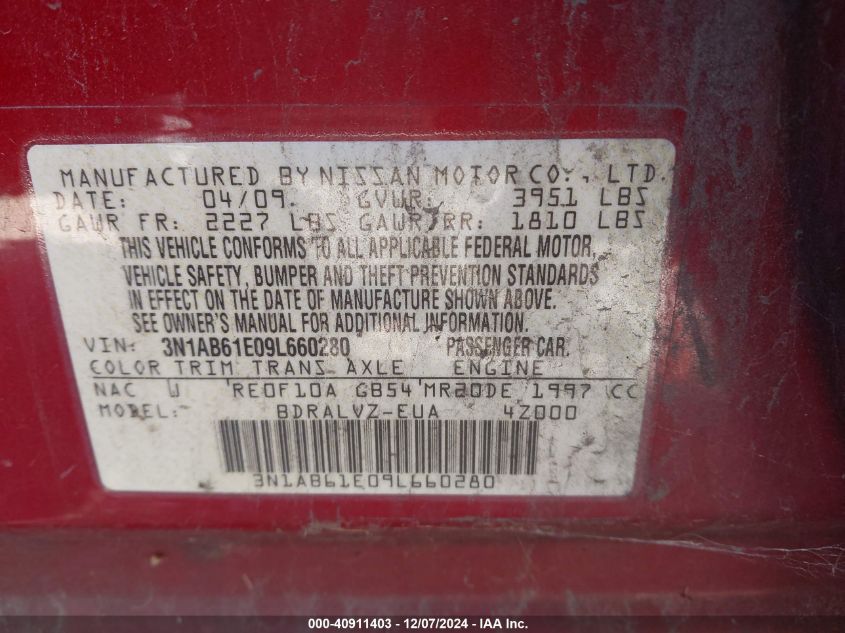 MANUFACTURED BY NISSAN MOTOR CO., LTD.
DATE: 04/09. GVWR: 3951 LBS
GAWR FR: 2227 LBS GAWR RR: 1810 LBS
THIS VEHICLE CONFORMS TO ALL APPLICABLE FEDERAL MOTOR
VEHICLE SAFETY, BUMPER AND THEFT PREVENTION STANDARDS
IN EFFECT ON THE DATE OF MANUFACTURE SHOWN ABOVE.
SEE OWNER'S MANUAL FOR ADDITIONAL INFORMATION.
VIN: 3N1AB61E09L660280 PASSENGER CAR.
COLOR TRIM TRANS AXLE ENGINE
NAC W RE0F10A GB54 MR20DE 1997 CC
MODEL: BDRALVZ-EUA 4Z000
3N1AB61E09L660280
000-40911403 - 12/07/2024 - IAA Inc.